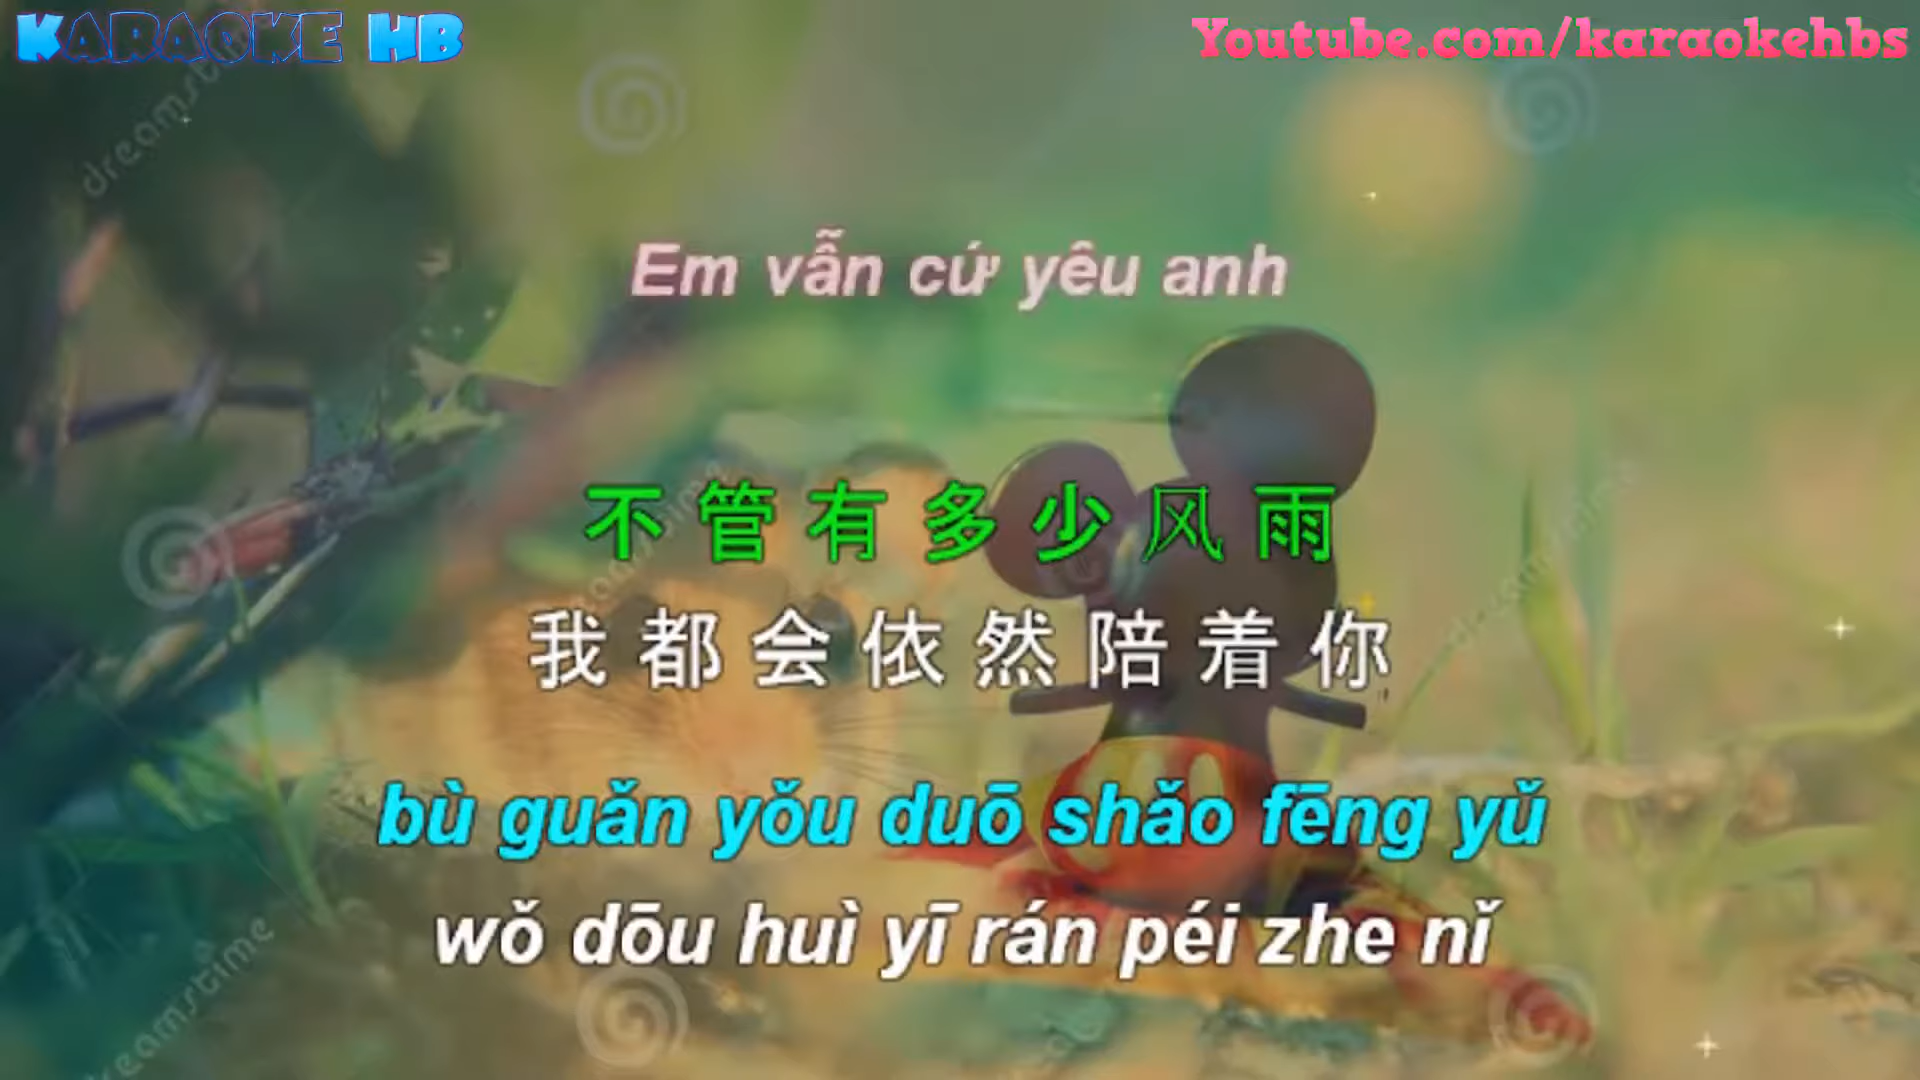 KARAOKE HB
Youtube.com/karaokehbs
dreamstime
Em vẫn cứ yêu anh
不管有多少风雨
我都会依然陪着你
bù guǎn yǒu duō shǎo fēng yǔ
wǒ dōu huì yī rán péi zhe nǐ
dreamstime